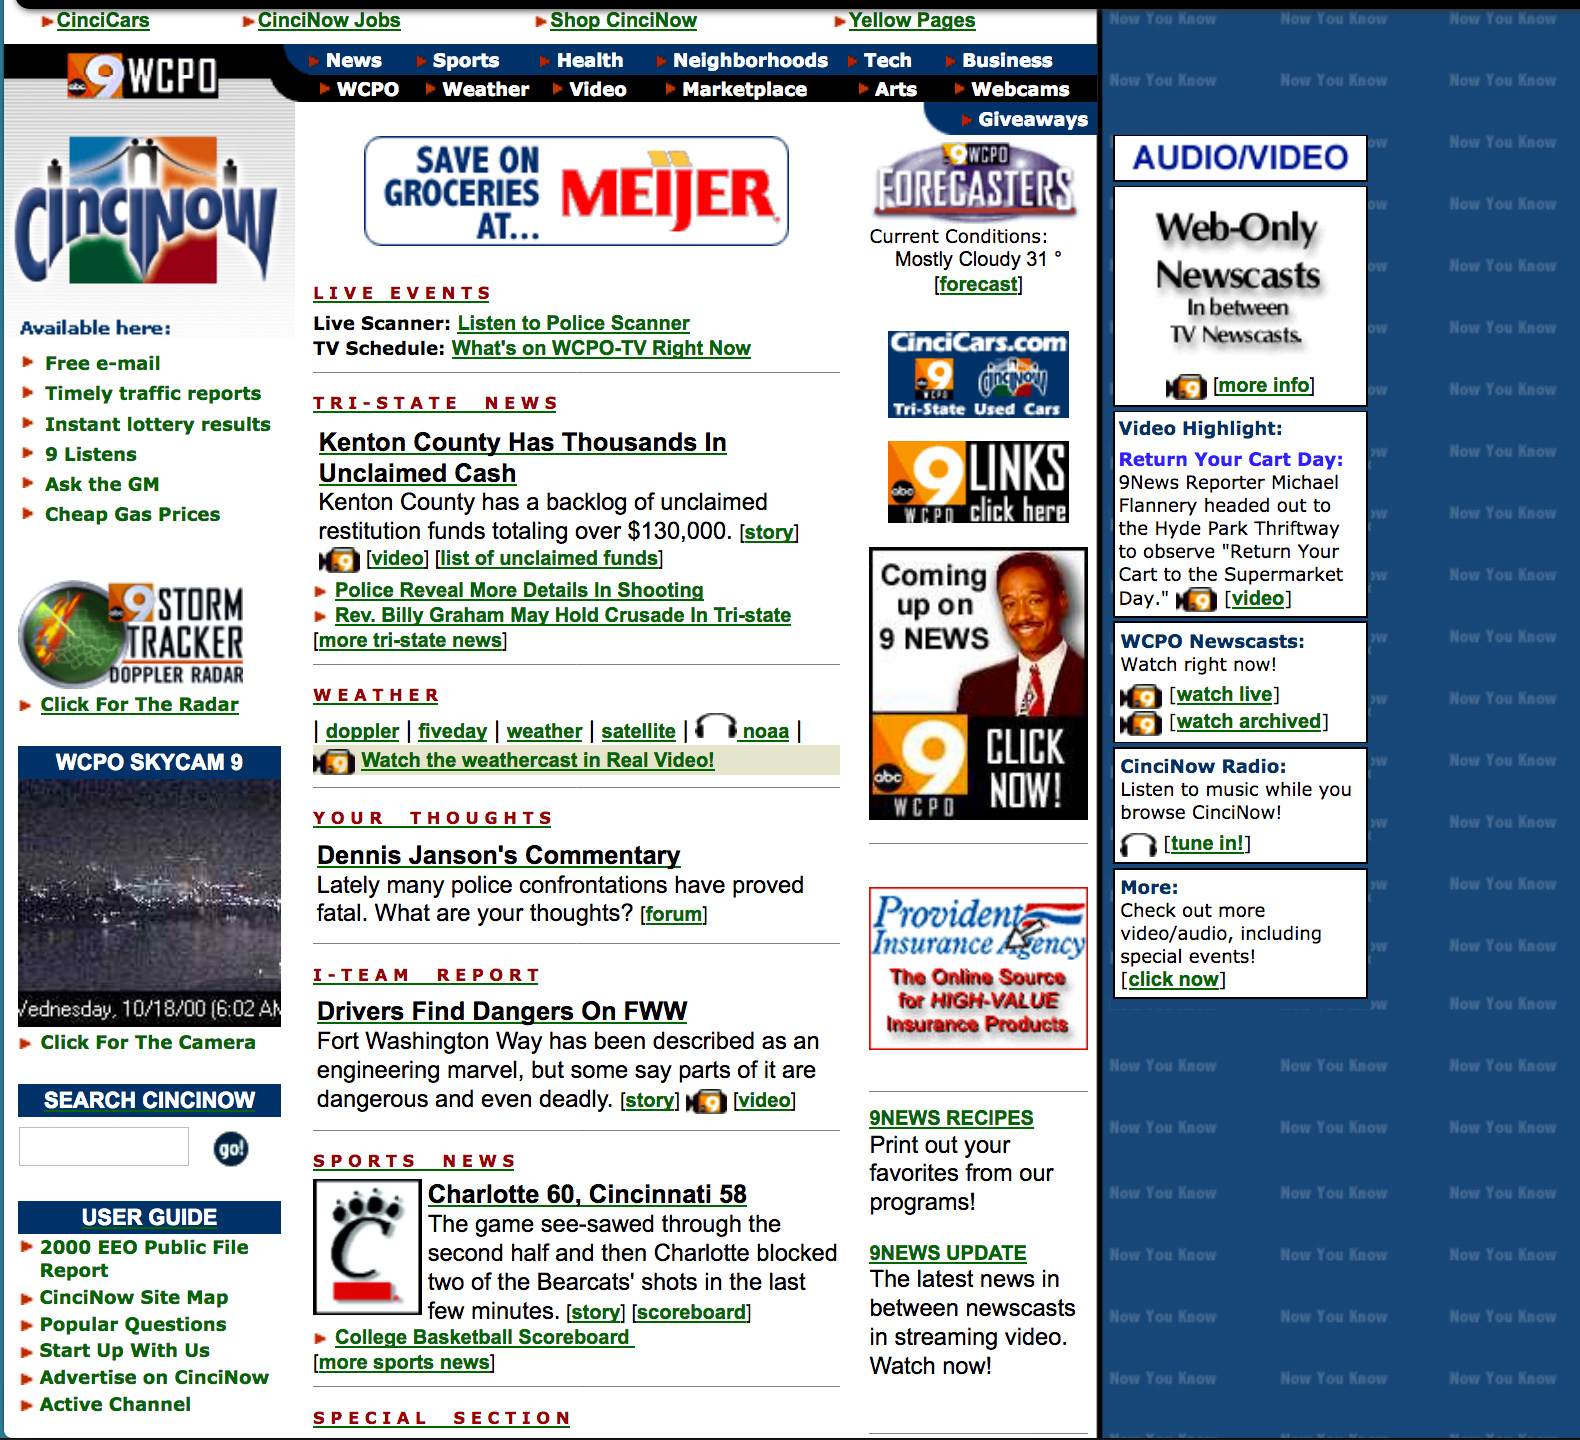 CinciCars
CinciNow Jobs
Shop CinciNow
Yellow Pages
abc 9 WCPO
News
Sports
Health
Neighborhoods
Tech
Business
WCPO
Weather
Video
Marketplace
Arts
Webcams
Giveaways
CINCINOW
Available here:
Free e-mail
Timely traffic reports
Instant lottery results
9 Listens
Ask the GM
Cheap Gas Prices
abc 9 STORM
TRACKER
DOPPLER RADAR
Click For The Radar
WCPO SKYCAM 9
Wednesday, 10/18/00 (6:02 AM
Click For The Camera
SEARCH CINCINOW
go!
USER GUIDE
2000 EEO Public File
Report
CinciNow Site Map
Popular Questions
Start Up With Us
Advertise on CinciNow
Active Channel
SAVE ON
GROCERIES
AT...
MEIJER
LIVE EVENTS
Live Scanner: Listen to Police Scanner
TV Schedule: What's on WCPO-TV Right Now
TRI-STATE NEWS
Kenton County Has Thousands In
Unclaimed Cash
Kenton County has a backlog of unclaimed
restitution funds totaling over $130,000. [story]
9 [video] [list of unclaimed funds]
Police Reveal More Details In Shooting
Rev. Billy Graham May Hold Crusade In Tri-state
[more tri-state news]
WEATHER
| doppler | fiveday | weather | satellite | noaa |
9 Watch the weathercast in Real Video!
YOUR THOUGHTS
Dennis Janson's Commentary
Lately many police confrontations have proved
fatal. What are your thoughts? [forum]
I-TEAM REPORT
Drivers Find Dangers On FWW
Fort Washington Way has been described as an
engineering marvel, but some say parts of it are
dangerous and even deadly. [story] 9 [video]
SPORTS NEWS
C
Charlotte 60, Cincinnati 58
The game see-sawed through the
second half and then Charlotte blocked
two of the Bearcats' shots in the last
few minutes. [story] [scoreboard]
College Basketball Scoreboard
[more sports news]
SPECIAL SECTION
9 WCPO
FORECASTERS
Current Conditions:
Mostly Cloudy 31 °
[forecast]
CinciCars.com
9 WCPO CINCINOW
Tri-State Used Cars
abc 9 WCPO
LINKS
click here
Coming
up on
9 NEWS
abc 9 WCPO
CLICK
NOW!
Provident
Insurance Agency
The Online Source
for HIGH-VALUE
Insurance Products
9NEWS RECIPES
Print out your
favorites from our
programs!
9NEWS UPDATE
The latest news in
between newscasts
in streaming video.
Watch now!
AUDIO/VIDEO
Web-Only
Newscasts
In between
TV Newscasts.
9 [more info]
Video Highlight:
Return Your Cart Day:
9News Reporter Michael
Flannery headed out to
the Hyde Park Thriftway
to observe "Return Your
Cart to the Supermarket
Day." 9 [video]
WCPO Newscasts:
Watch right now!
9 [watch live]
9 [watch archived]
CinciNow Radio:
Listen to music while you
browse CinciNow!
[tune in!]
More:
Check out more
video/audio, including
special events!
[click now]
Now You Know